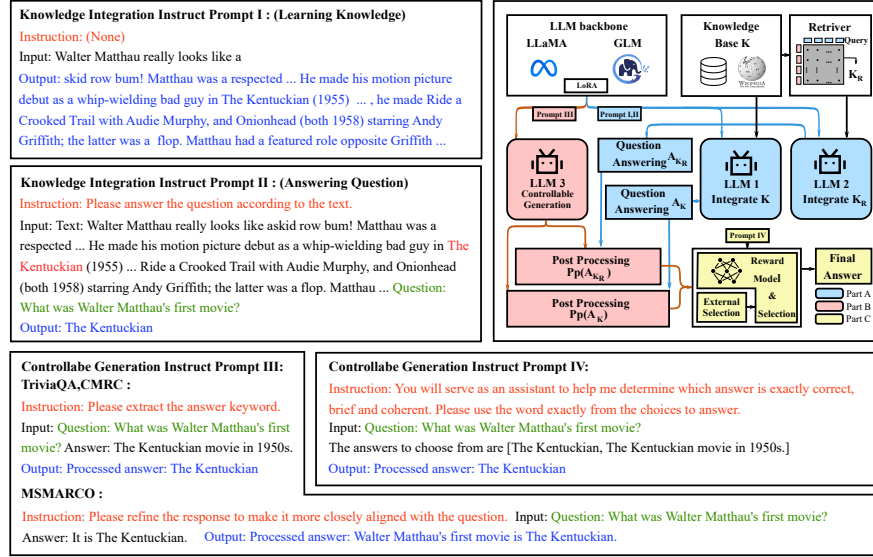 Knowledge Integration Instruct Prompt I : (Learning Knowledge)
Instruction: (None)
Input: Walter Matthau really looks like a
Output: skid row bum! Matthau was a respected ... He made his motion picture
debut as a whip-wielding bad guy in The Kentuckian (1955) ... , he made Ride a
Crooked Trail with Audie Murphy, and Onionhead (both 1958) starring Andy
Griffith; the latter was a flop. Matthau had a featured role opposite Griffith ...
Knowledge Integration Instruct Prompt II : (Answering Question)
Instruction: Please answer the question according to the text.
Input: Text: Walter Matthau really looks like askid row bum! Matthau was a
respected ... He made his motion picture debut as a whip-wielding bad guy in The
Kentuckian (1955) ... Ride a Crooked Trail with Audie Murphy, and Onionhead
(both 1958) starring Andy Griffith; the latter was a flop. Matthau ... Question:
What was Walter Matthau's first movie?
Output: The Kentuckian
LLM backbone
LLaMA
GLM
LoRA
Knowledge
Base K
WIKIPEDIA
Retriver
Query
K_R
Prompt III
Prompt I,II
LLM 3
Controllable
Generation
Question
Answering A_{K_R}
Question
Answering A_K
LLM 1
Integrate K
LLM 2
Integrate K_R
Post Processing
Pp(A_{K_R})
Post Processing
Pp(A_K)
Prompt IV
Reward
Model
&
Selection
External
Selection
Final
Answer
Part A
Part B
Part C
Controllabe Generation Instruct Prompt III:
TriviaQA,CMRC :
Instruction: Please extract the answer keyword.
Input: Question: What was Walter Matthau's first
movie? Answer: The Kentuckian movie in 1950s.
Output: Processed answer: The Kentuckian
MSMARCO :
Instruction: Please refine the response to make it more closely aligned with the question. Input: Question: What was Walter Matthau's first movie?
Answer: It is The Kentuckian. Output: Processed answer: Walter Matthau's first movie is The Kentuckian.
Controllabe Generation Instruct Prompt IV:
Instruction: You will serve as an assistant to help me determine which answer is exactly correct,
brief and coherent. Please use the word exactly from the choices to answer.
Input: Question: What was Walter Matthau's first movie?
The answers to choose from are [The Kentuckian, The Kentuckian movie in 1950s.]
Output: Processed answer: The Kentuckian